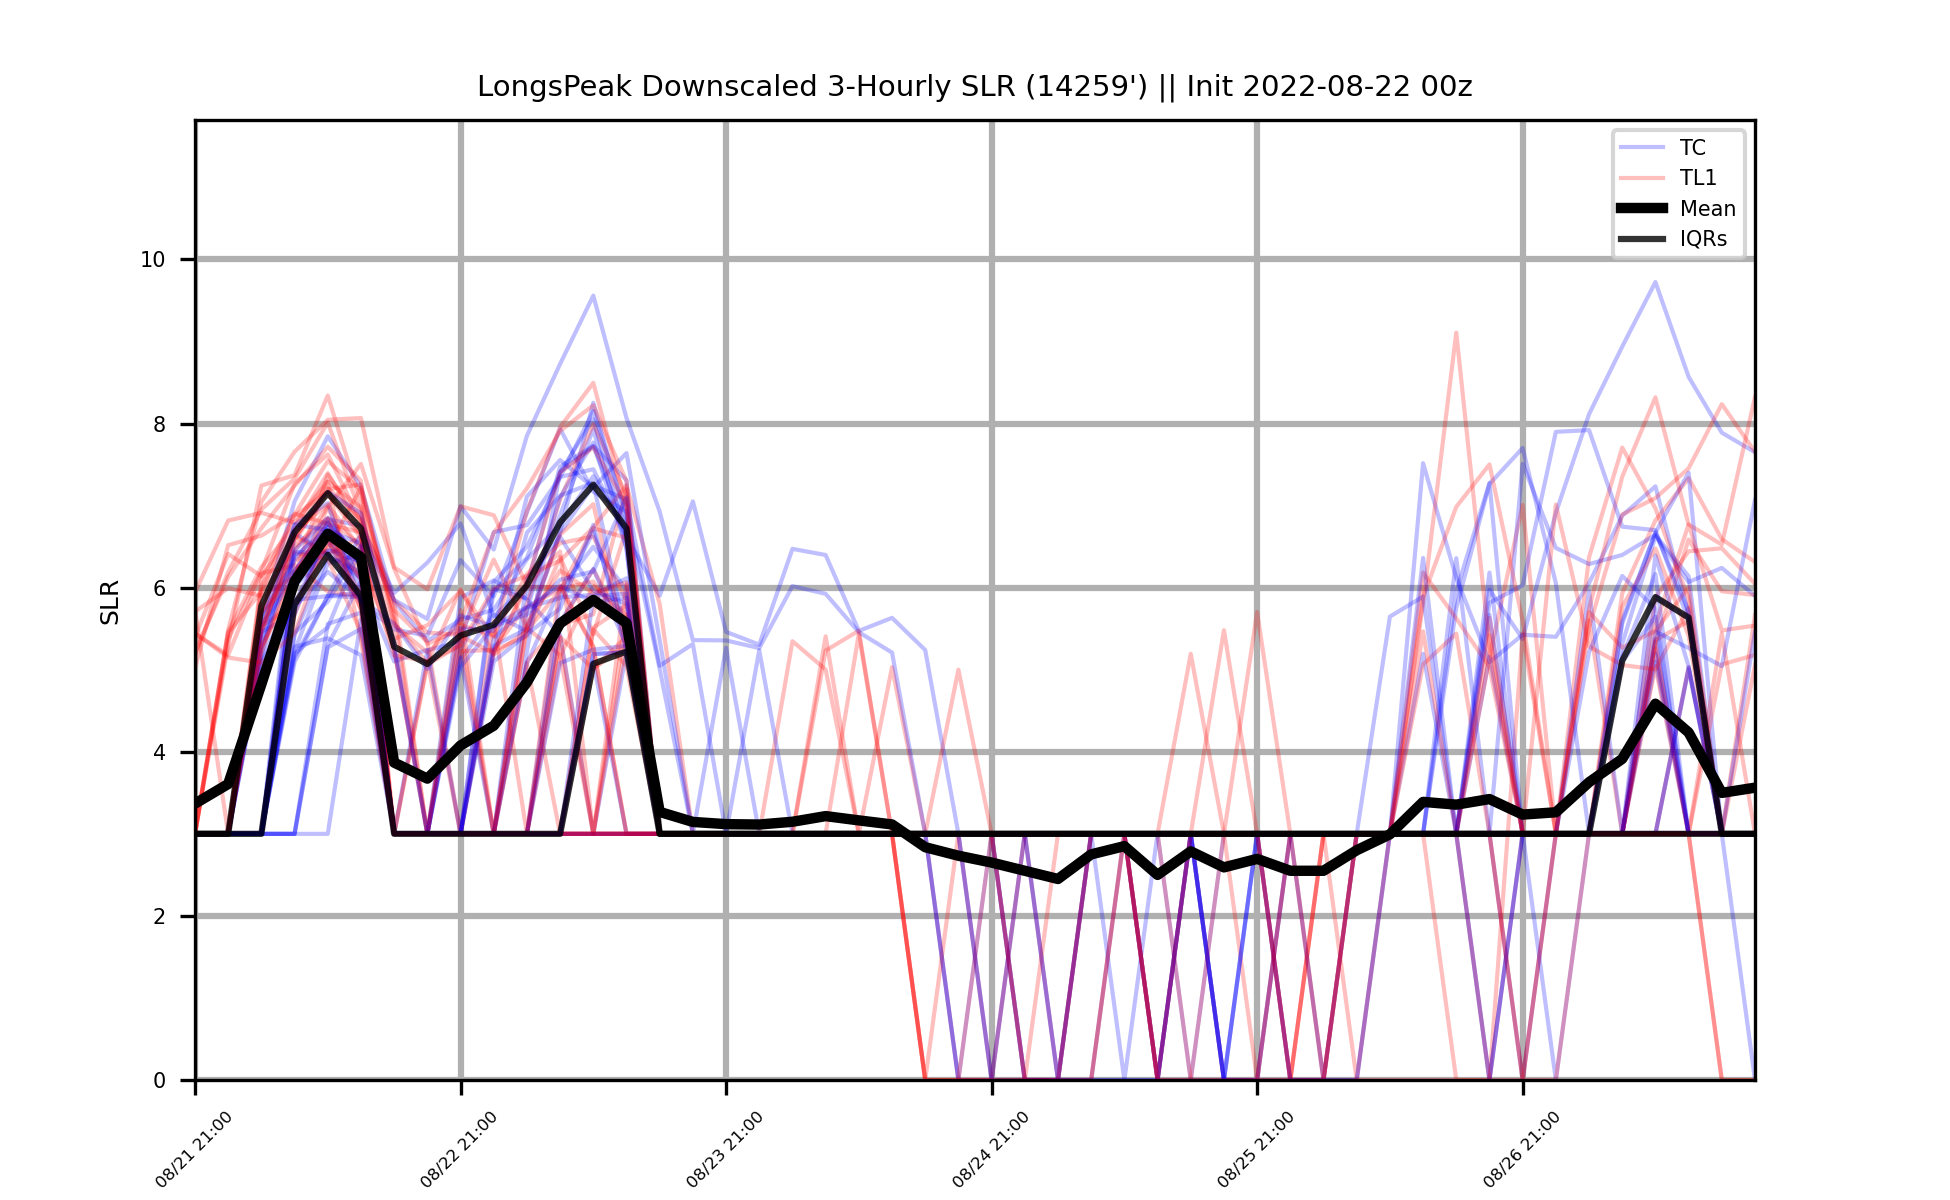 LongsPeak Downscaled 3-Hourly SLR (14259') || Init 2022-08-22 00z
TC
TL1
Mean
IQRs
SLR
10
8
6
4
2
0
08/21 21:00
08/22 21:00
08/23 21:00
08/24 21:00
08/25 21:00
08/26 21:00